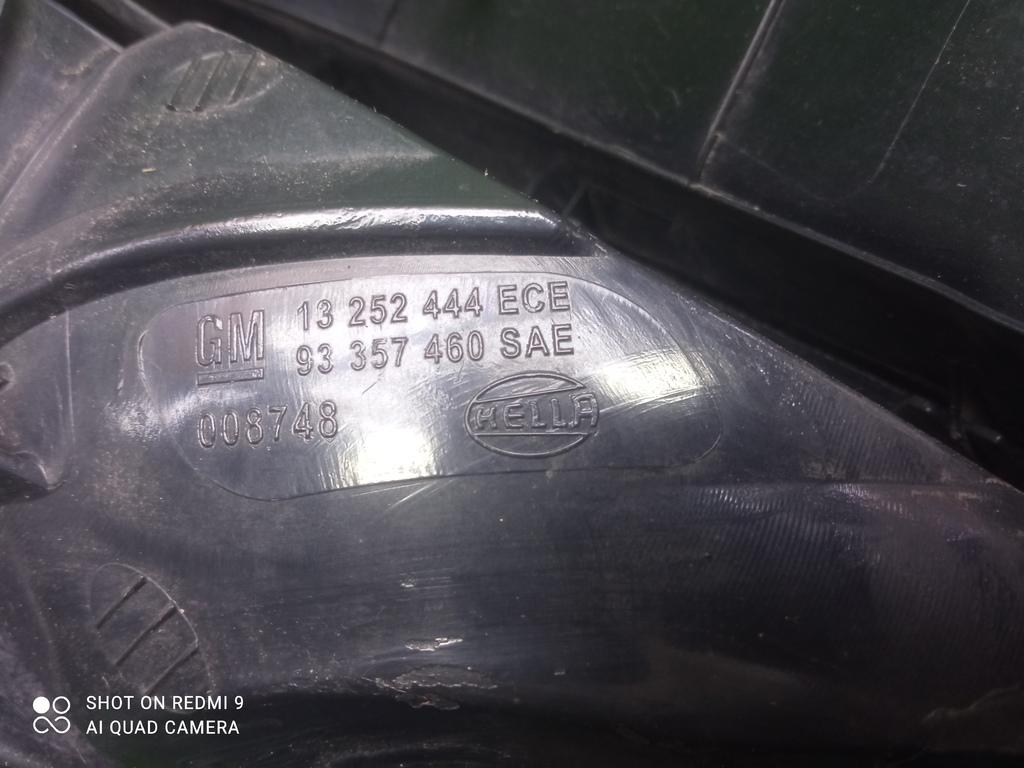 GM 13 252 444 ECE
93 357 460 SAE
008748
HELLA
SHOT ON REDMI 9
AI QUAD CAMERA